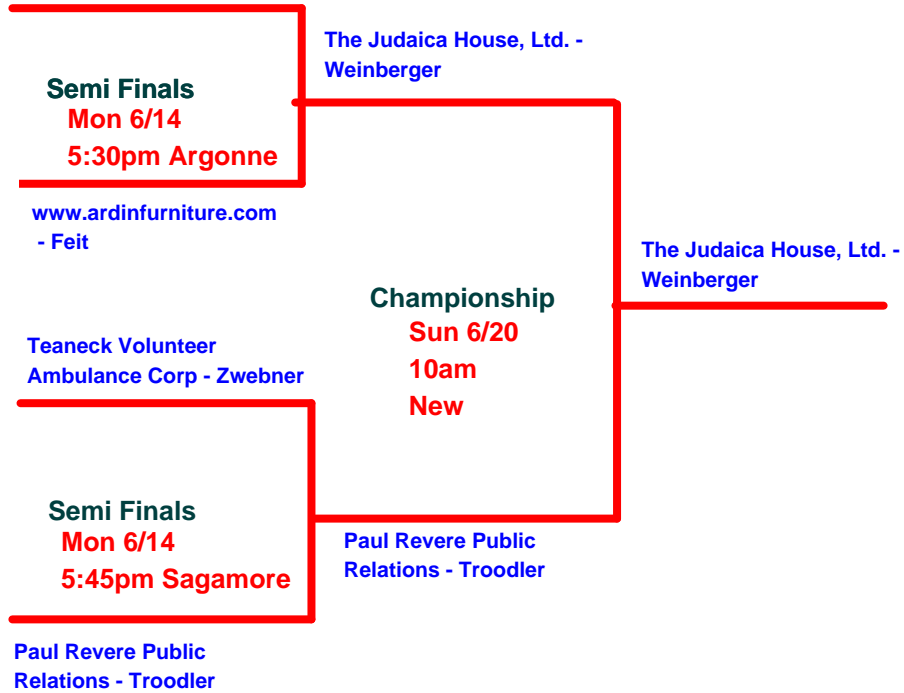 The Judaica House, Ltd. -
Weinberger
Semi Finals
Mon 6/14
5:30pm Argonne
www.ardinfurniture.com
- Feit
The Judaica House, Ltd. -
Weinberger
Championship
Sun 6/20
10am
New
Teaneck Volunteer
Ambulance Corp - Zwebner
Semi Finals
Mon 6/14
5:45pm Sagamore
Paul Revere Public
Relations - Troodler
Paul Revere Public
Relations - Troodler